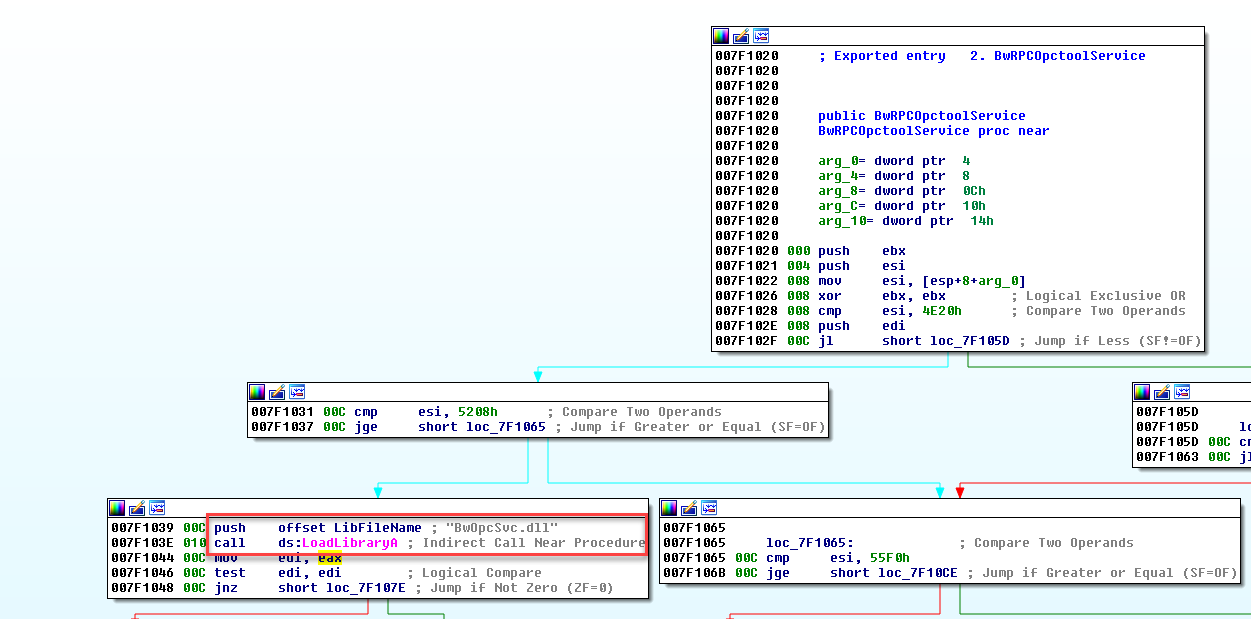 007F1020 ; Exported entry 2. BwRPCOpctoolService
007F1020
007F1020
007F1020
007F1020 public BwRPCOpctoolService
007F1020 BwRPCOpctoolService proc near
007F1020
007F1020 arg_0= dword ptr 4
007F1020 arg_4= dword ptr 8
007F1020 arg_8= dword ptr 0Ch
007F1020 arg_C= dword ptr 10h
007F1020 arg_10= dword ptr 14h
007F1020
007F1020 000 push ebx
007F1021 004 push esi
007F1022 008 mov esi, [esp+8+arg_0]
007F1026 008 xor ebx, ebx ; Logical Exclusive OR
007F1028 008 cmp esi, 4E20h ; Compare Two Operands
007F102E 008 push edi
007F102F 00C jl short loc_7F105D ; Jump if Less (SF!=OF)
007F1031 00C cmp esi, 5208h ; Compare Two Operands
007F1037 00C jge short loc_7F1065 ; Jump if Greater or Equal (SF=OF)
007F105D
007F105D lo
007F105D 00C cm
007F1063 00C jl
007F1039 00C push offset LibFileName ; "BwOpcSvc.dll"
007F103E 010 call ds:LoadLibraryA ; Indirect Call Near Procedure
007F1044 00C mov edi, eax
007F1046 00C test edi, edi ; Logical Compare
007F1048 00C jnz short loc_7F107E ; Jump if Not Zero (ZF=0)
007F1065
007F1065 loc_7F1065: ; Compare Two Operands
007F1065 00C cmp esi, 55F0h
007F106B 00C jge short loc_7F10CE ; Jump if Greater or Equal (SF=OF)